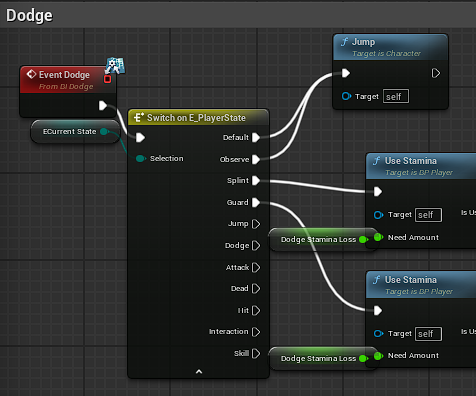 Dodge
Jump
Target is Character
Target
self
Event Dodge
From DI Dodge
ECurrent State
Switch on E_PlayerState
Selection
Default
Observe
Splint
Guard
Jump
Dodge
Attack
Dead
Hit
Interaction
Skill
Use Stamina
Target is BP Player
Target
self
Is Us
Dodge Stamina Loss
Need Amount
Use Stamina
Target is BP Player
Target
self
Is Us
Dodge Stamina Loss
Need Amount